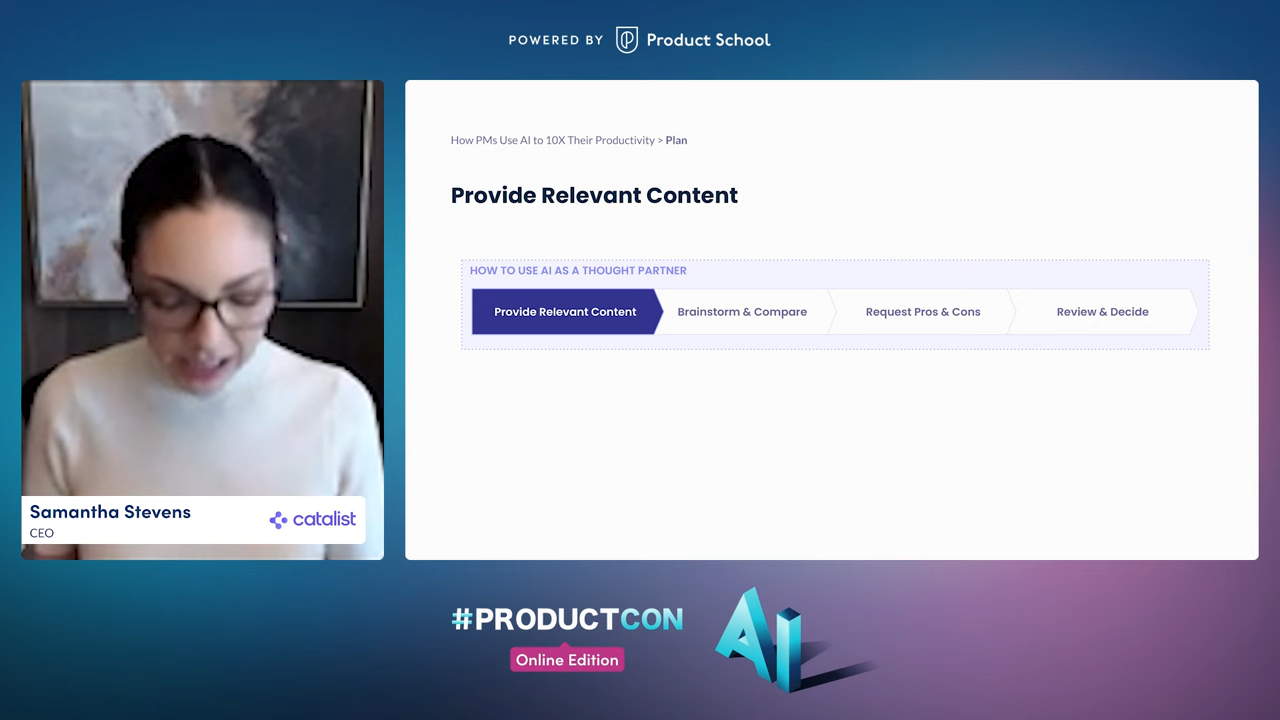 POWERED BY Product School
How PMs Use AI to 10X Their Productivity > Plan
Provide Relevant Content
HOW TO USE AI AS A THOUGHT PARTNER
Provide Relevant Content
Brainstorm & Compare
Request Pros & Cons
Review & Decide
Samantha Stevens
CEO
catalist
#PRODUCTCON
Online Edition
AI